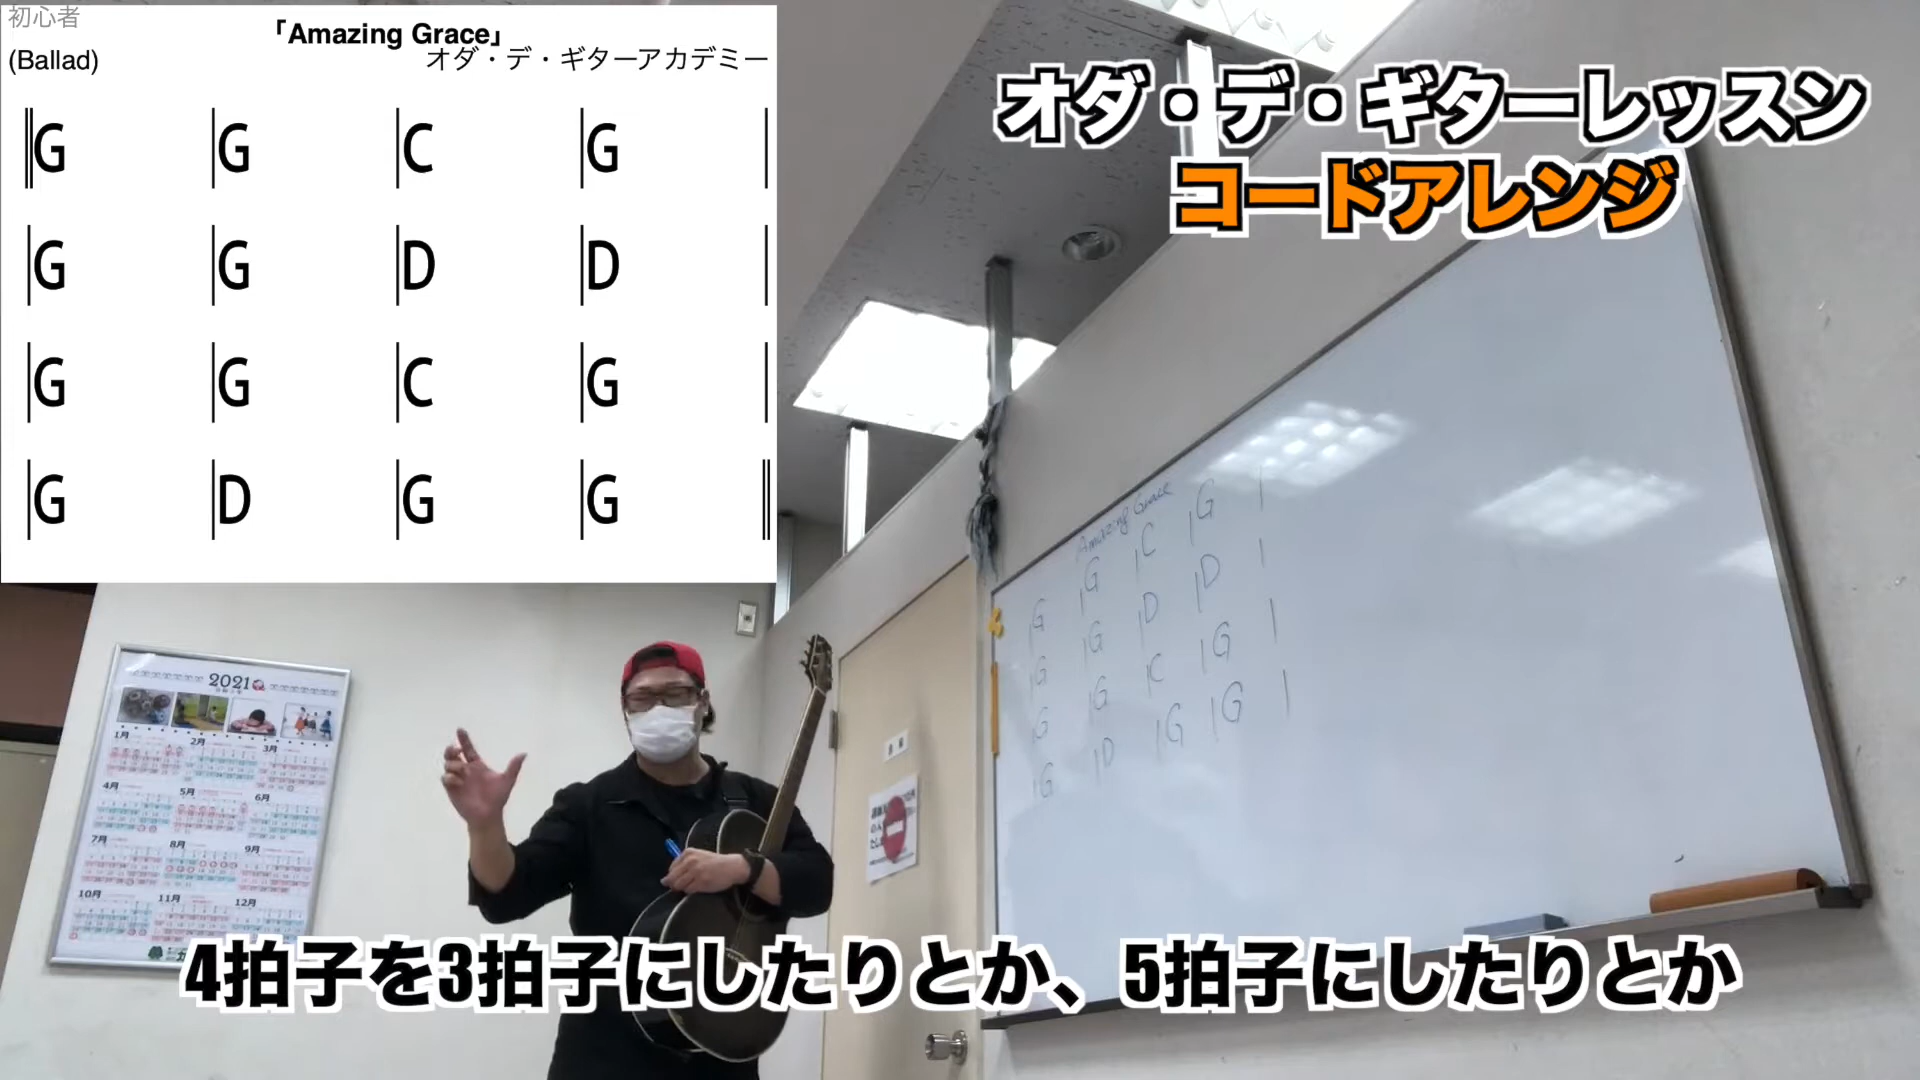 初心者
「Amazing Grace」
(Ballad)
オダ・デ・ギターアカデミー
G G C G
G G D D
G G C G
G D G G
オダ・デ・ギターレッスン
コードアレンジ
Amazing Grace
G G C G
G G D D
G G C G
G D G G
2021
1月 2月 3月
4月 5月 6月
7月 8月 9月
10月 11月 12月
4拍子を3拍子にしたりとか、5拍子にしたりとか